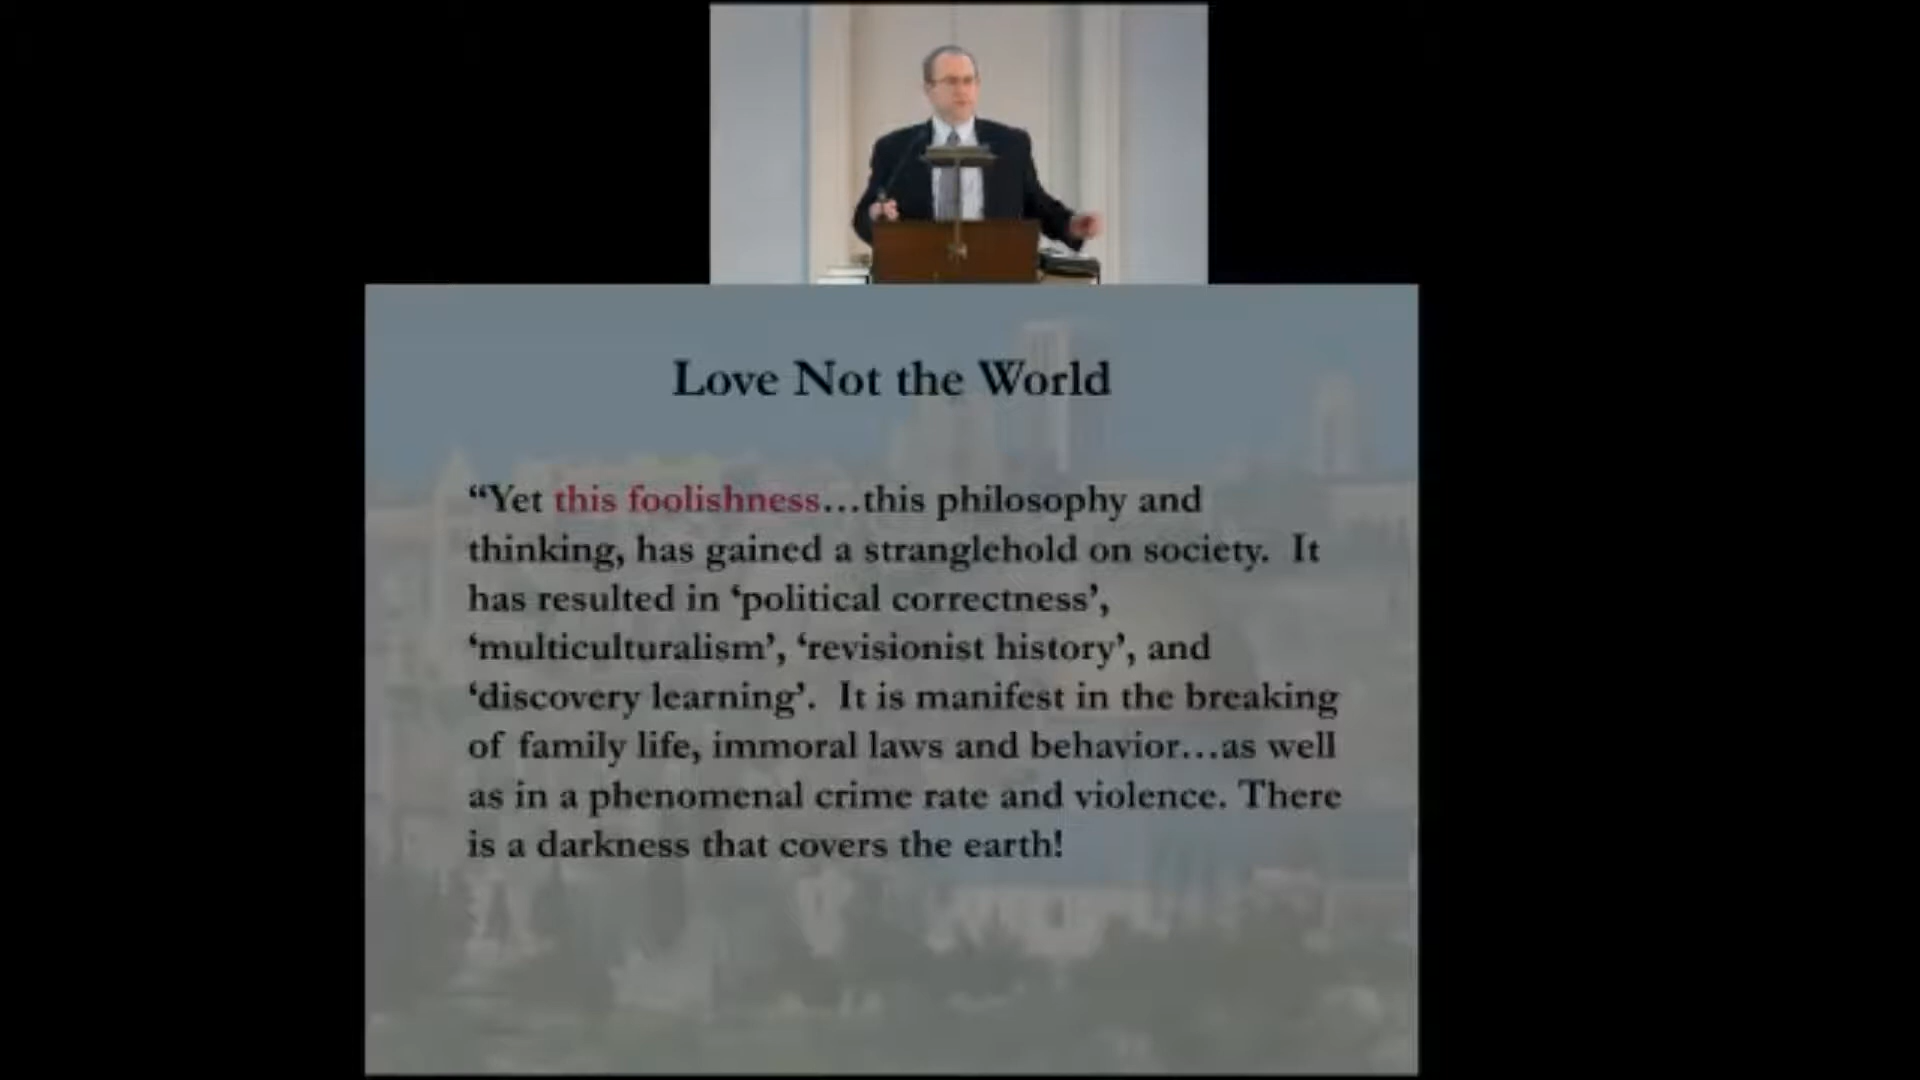 Love Not the World
“Yet this foolishness…this philosophy and
thinking, has gained a stranglehold on society.  It
has resulted in ‘political correctness’,
‘multiculturalism’, ‘revisionist history’, and
‘discovery learning’.  It is manifest in the breaking
of family life, immoral laws and behavior…as well
as in a phenomenal crime rate and violence. There
is a darkness that covers the earth!